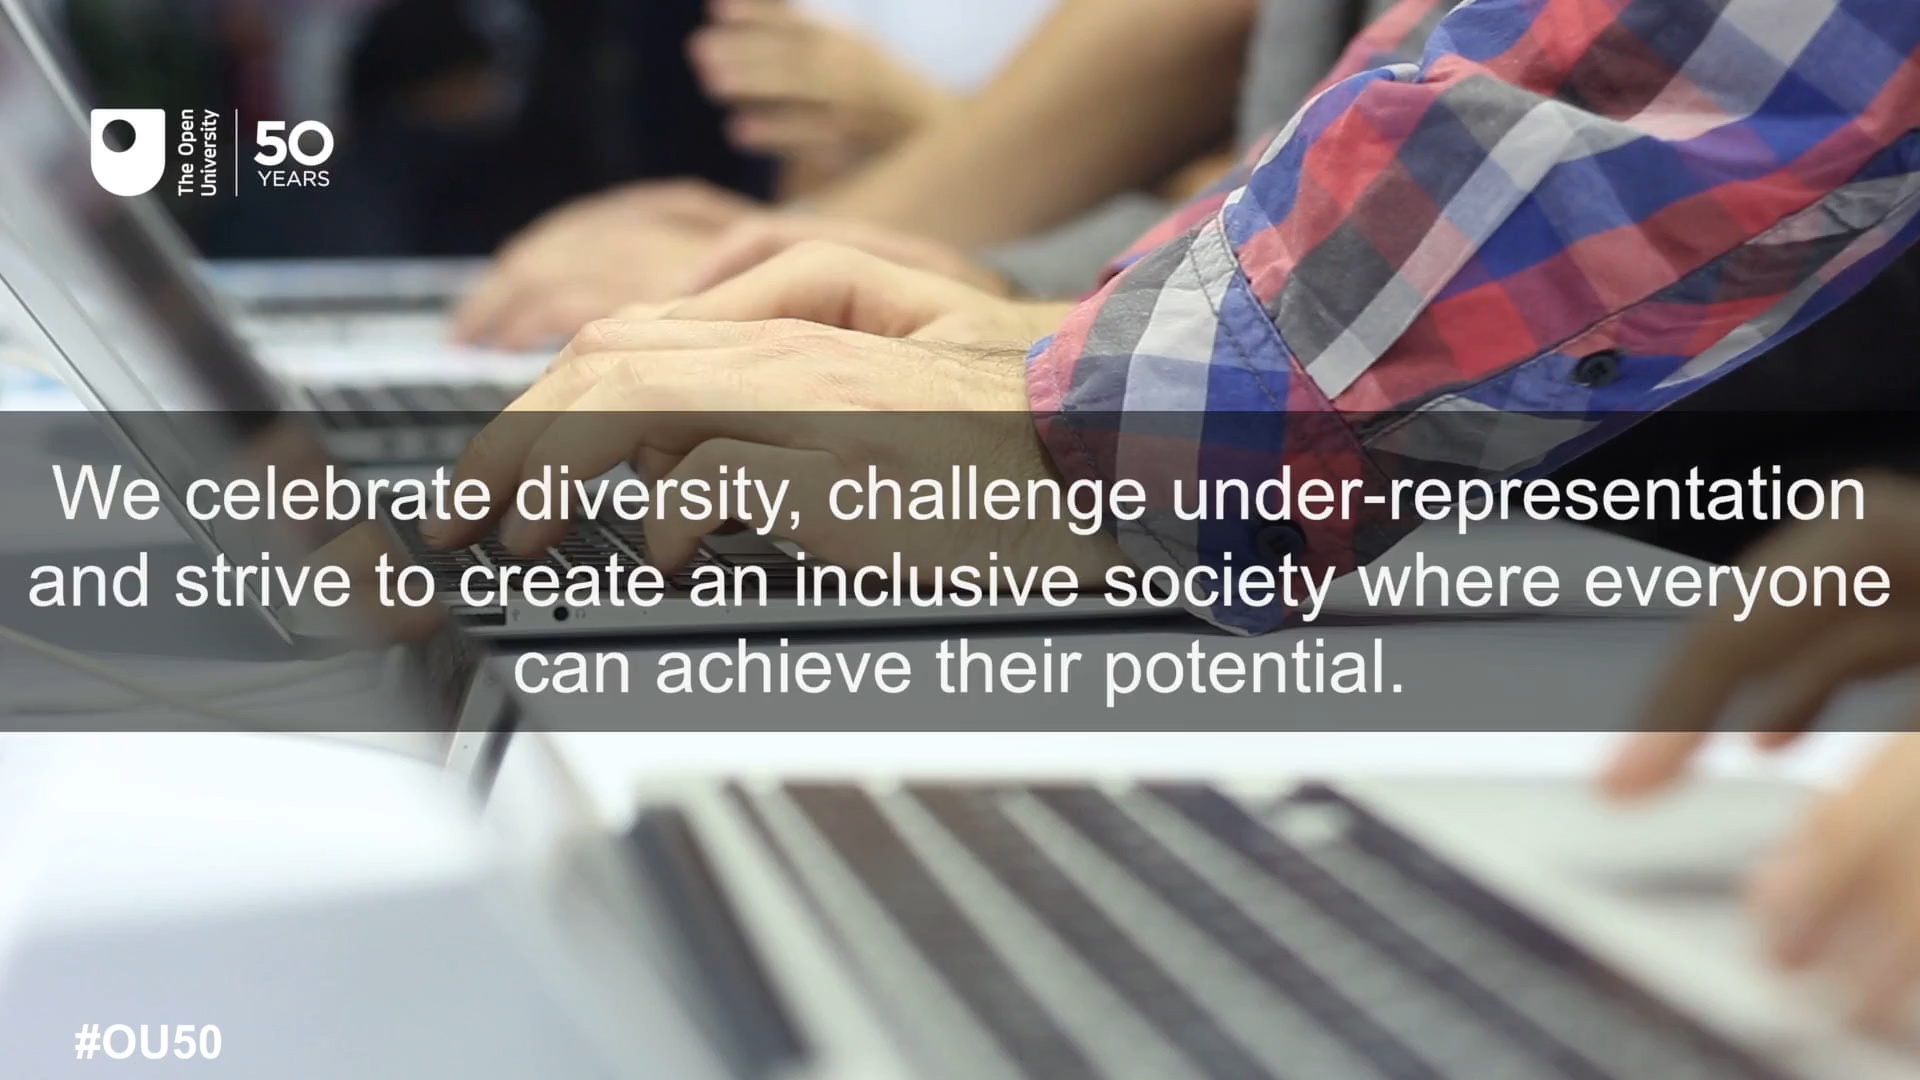 The Open
University
50
YEARS
We celebrate diversity, challenge under-representation
and strive to create an inclusive society where everyone
can achieve their potential.
#OU50